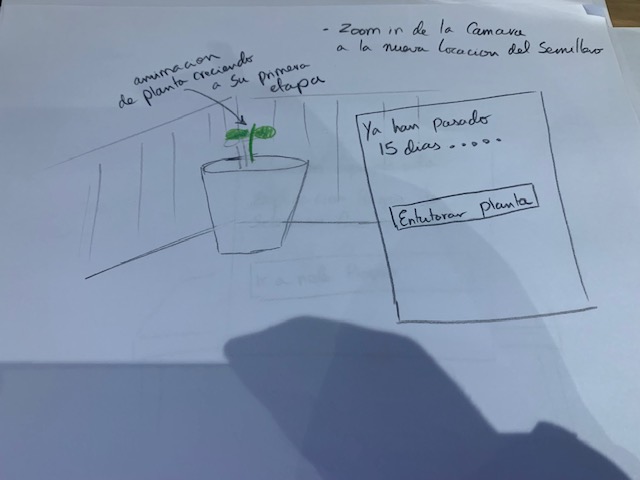 - Zoom in de la Camara
a la nueva locacion del Semillero
animacion
de planta creciendo
a su primera
etapa
Ya han pasado
15 dias .....
Entutorar planta